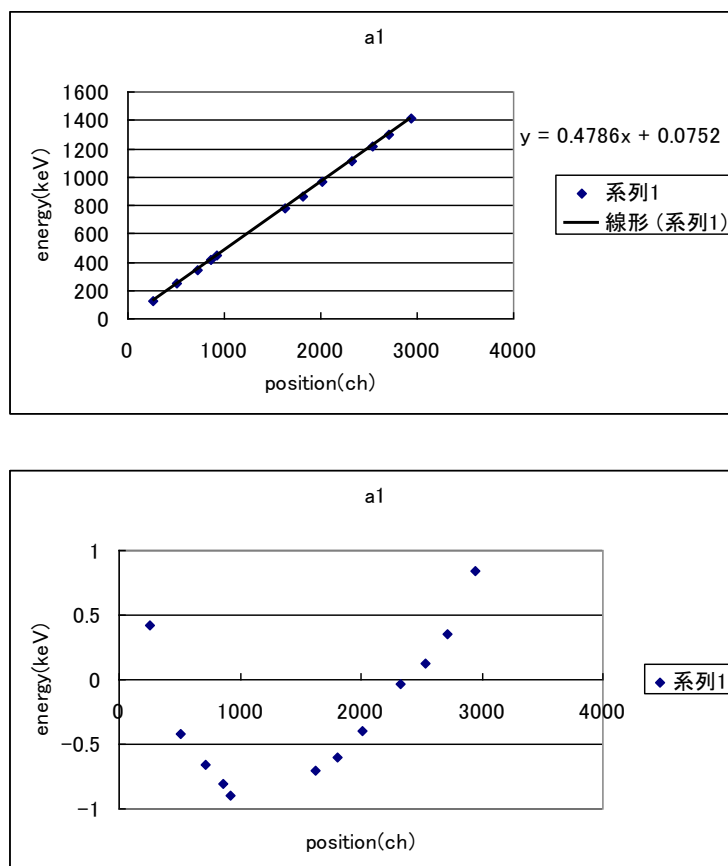 a1
1600
1400
1200
1000
800
600
400
200
0
energy(keV)
0 1000 2000 3000 4000
position(ch)
y = 0.4786x + 0.0752
系列1
線形 (系列1)
a1
1
0.5
0
-0.5
-1
energy(keV)
0 1000 2000 3000 4000
position(ch)
系列1